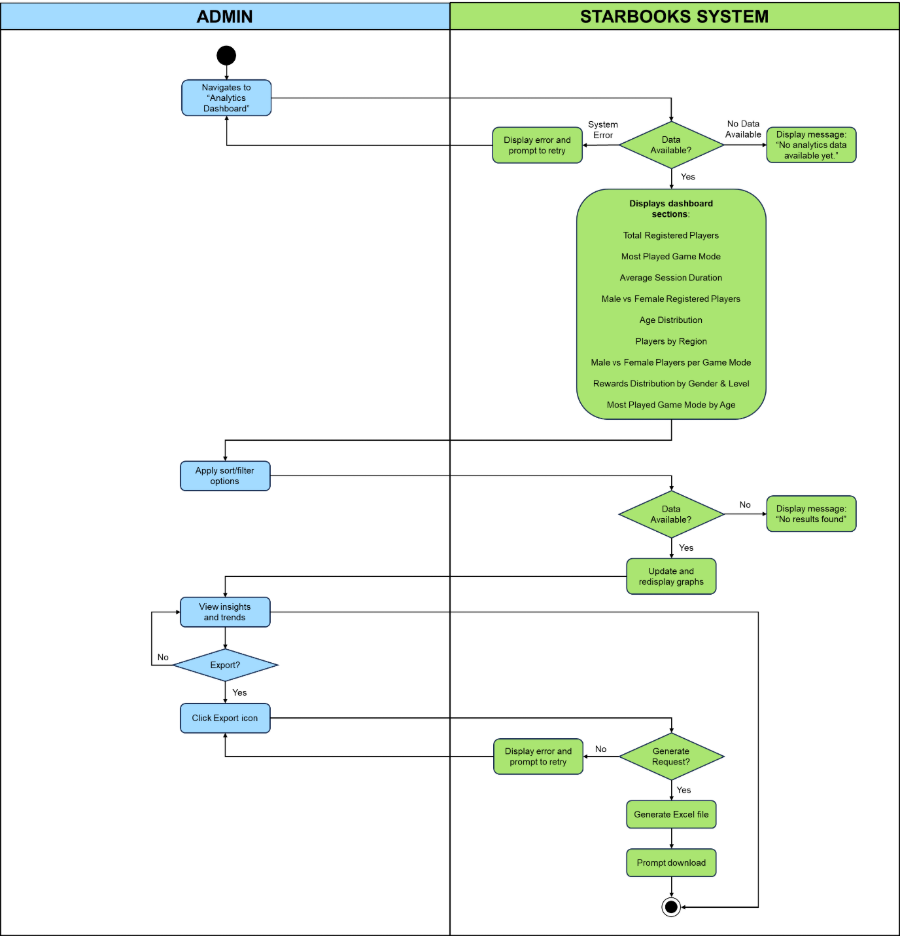 ADMIN
STARBOOKS SYSTEM
Navigates to
“Analytics
Dashboard”
System
Error
No Data
Available
Display error and
prompt to retry
Data
Available?
Display message:
“No analytics data
available yet.”
Yes
Displays dashboard
sections:
Total Registered Players
Most Played Game Mode
Average Session Duration
Male vs Female Registered Players
Age Distribution
Players by Region
Male vs Female Players per Game Mode
Rewards Distribution by Gender & Level
Most Played Game Mode by Age
Apply sort/filter
options
Data
Available?
No
Display message:
“No results found”
Yes
Update and
redisplay graphs
View insights
and trends
No
Export?
Yes
Click Export icon
Display error and
prompt to retry
No
Generate
Request?
Yes
Generate Excel file
Prompt download